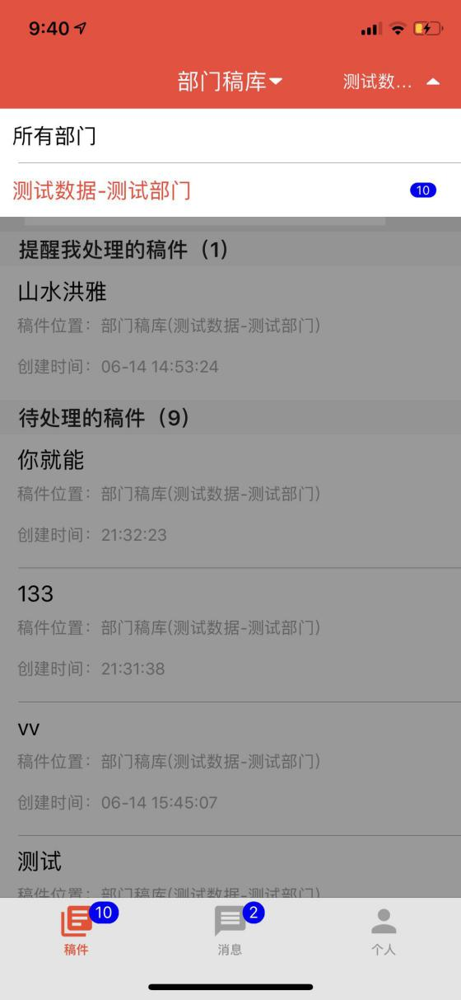 9:40
部门稿库
测试数...
所有部门
测试数据-测试部门
10
提醒我处理的稿件（1）
山水洪雅
稿件位置：部门稿库(测试数据-测试部门)
创建时间：06-14 14:53:24
待处理的稿件（9）
你就能
稿件位置：部门稿库(测试数据-测试部门)
创建时间：21:32:23
133
稿件位置：部门稿库(测试数据-测试部门)
创建时间：21:31:38
vv
稿件位置：部门稿库(测试数据-测试部门)
创建时间：06-14 15:45:07
测试
稿件位置：部门稿库(测试数据-测试部门)
10
2
稿件
消息
个人